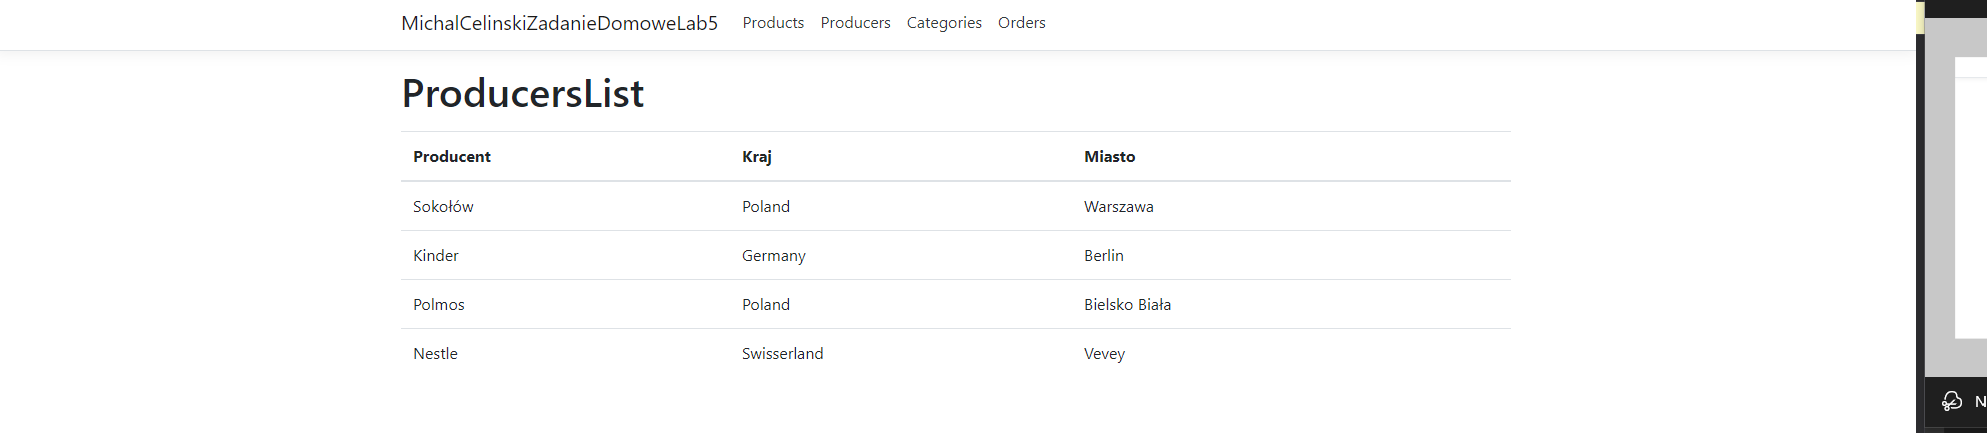 MichalCelinskiZadanieDomoweLab5 Products Producers Categories Orders
ProducersList
Producent Kraj Miasto
Sokołów Poland Warszawa
Kinder Germany Berlin
Polmos Poland Bielsko Biała
Nestle Swisserland Vevey
N